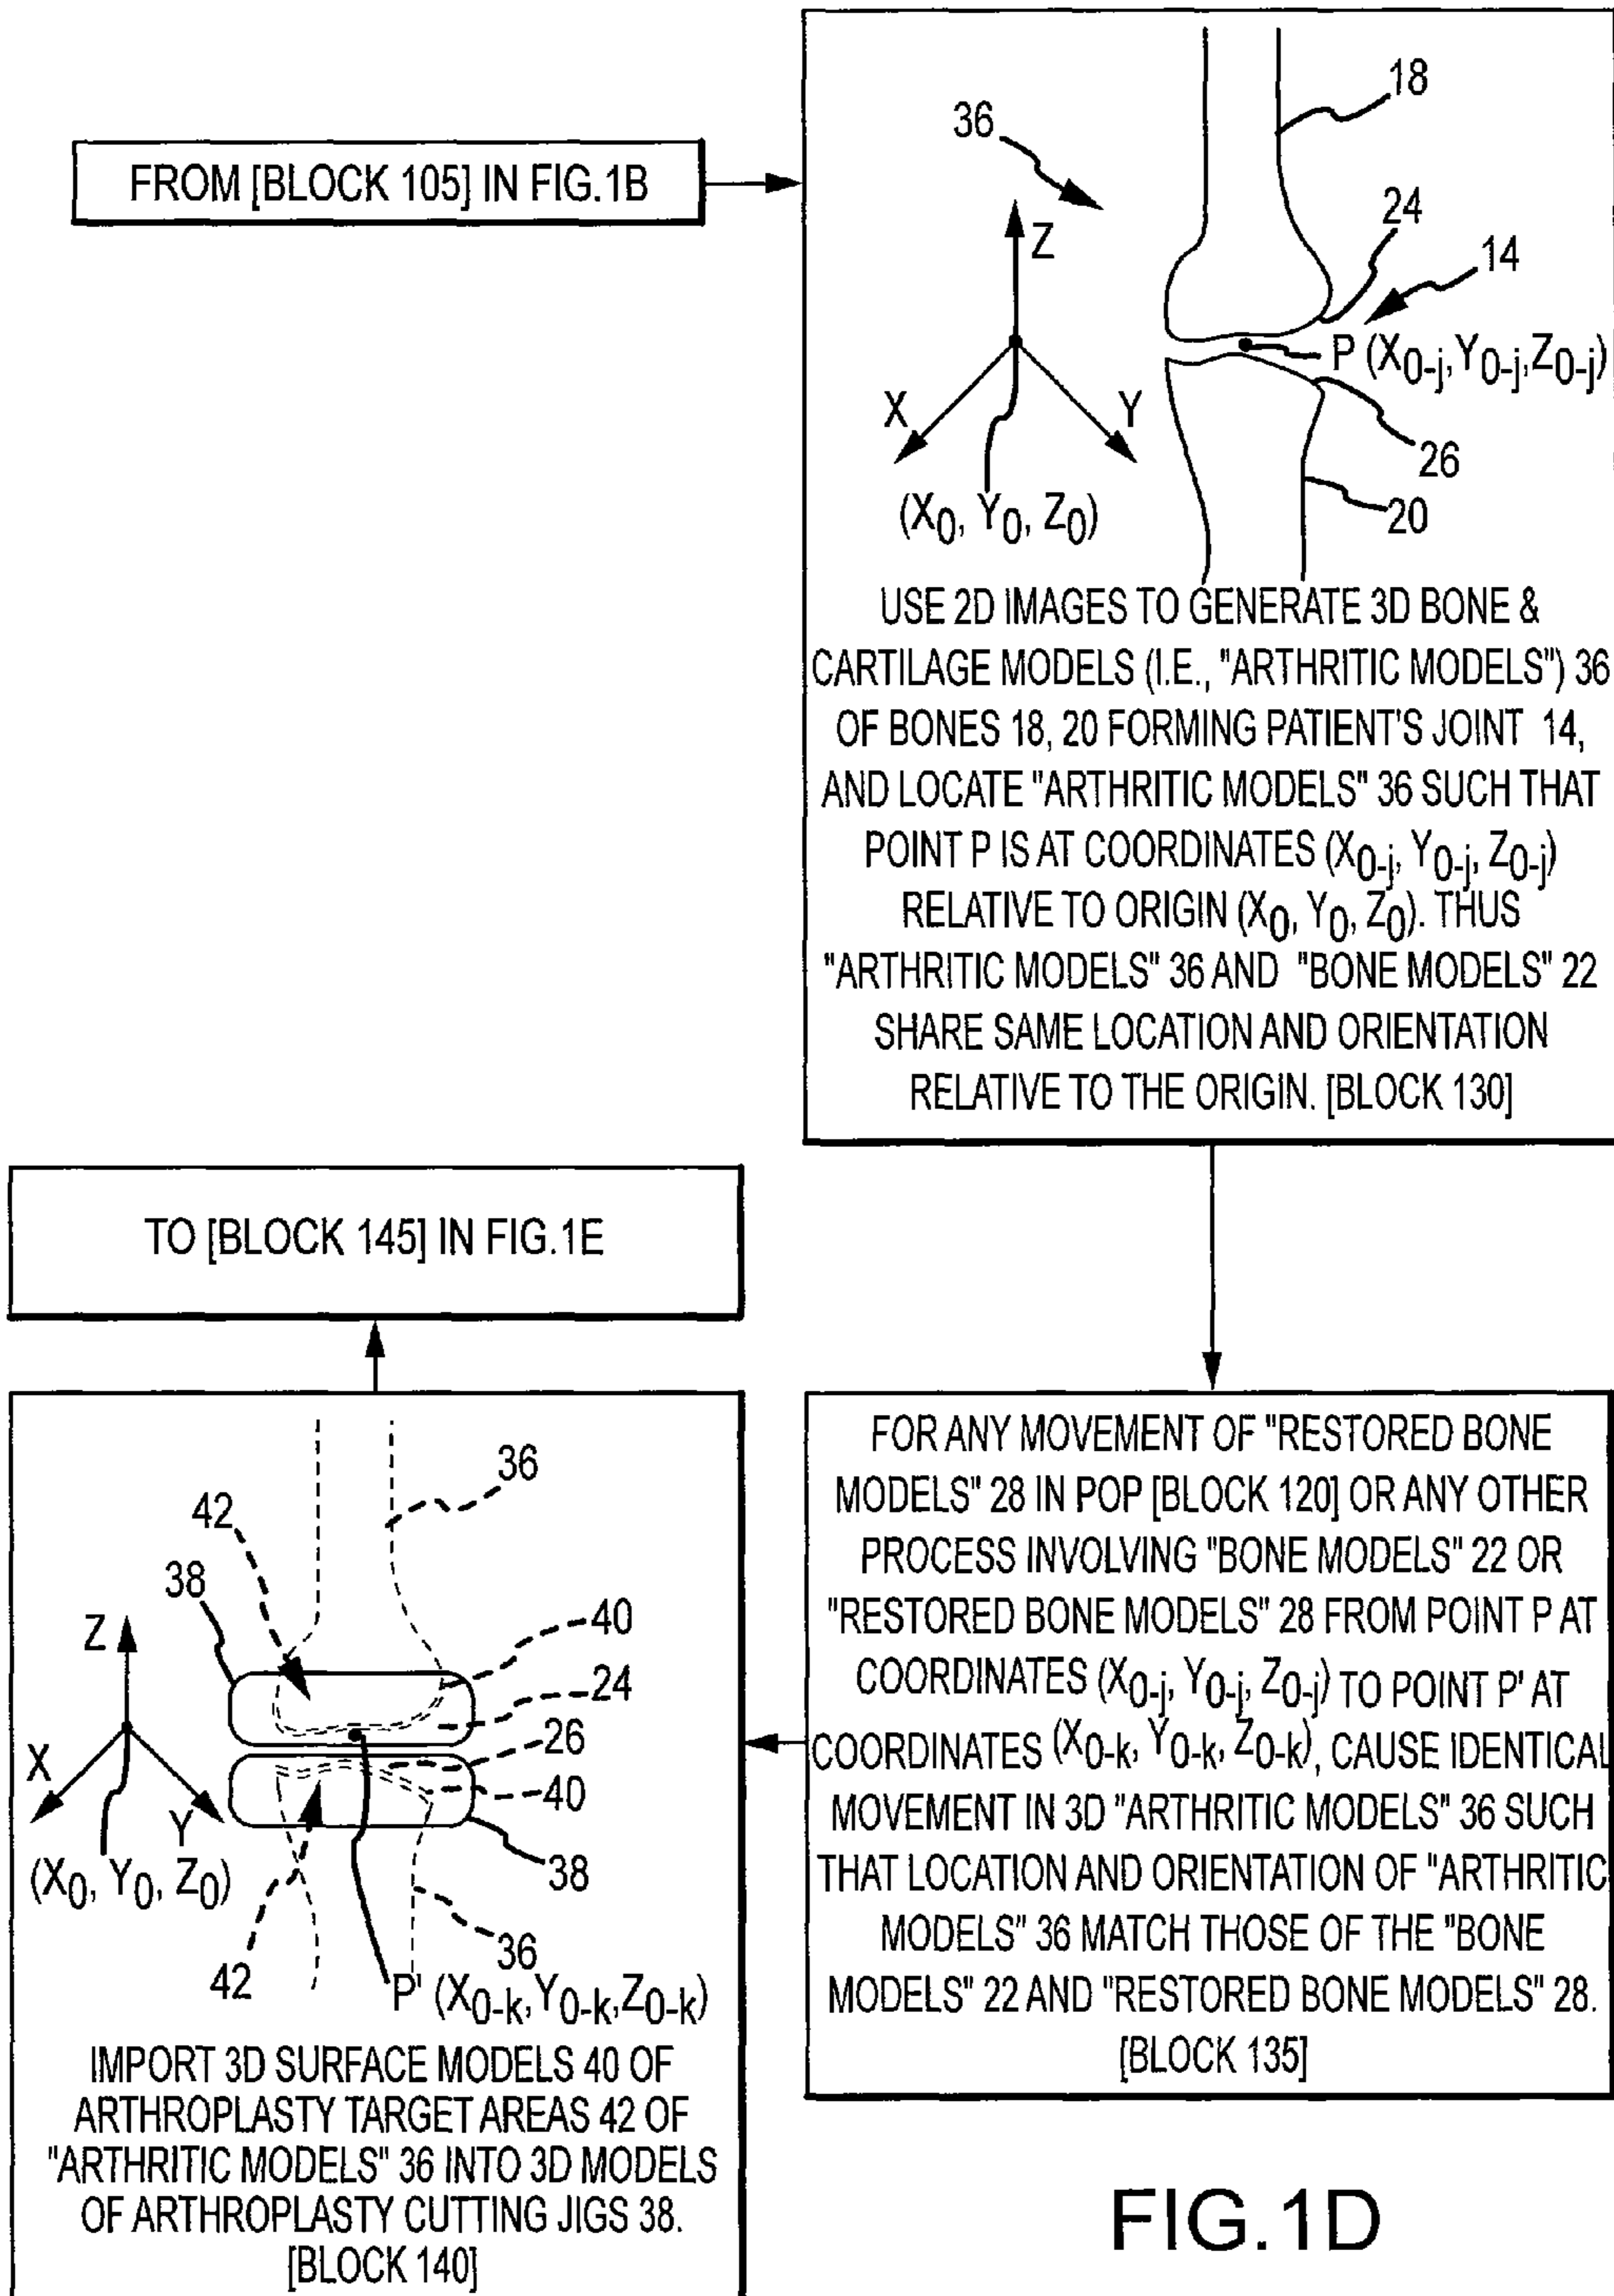 FROM [BLOCK 105] IN FIG.1B
18
36
24
Z
14
P (X0-j,Y0-j,Z0-j)
X
Y
26
(X0, Y0, Z0)
20
USE 2D IMAGES TO GENERATE 3D BONE &
CARTILAGE MODELS (I.E., "ARTHRITIC MODELS") 36
OF BONES 18, 20 FORMING PATIENT'S JOINT 14,
AND LOCATE "ARTHRITIC MODELS" 36 SUCH THAT
POINT P IS AT COORDINATES (X0-j, Y0-j, Z0-j)
RELATIVE TO ORIGIN (X0, Y0, Z0). THUS
"ARTHRITIC MODELS" 36 AND "BONE MODELS" 22
SHARE SAME LOCATION AND ORIENTATION
RELATIVE TO THE ORIGIN. [BLOCK 130]
FOR ANY MOVEMENT OF "RESTORED BONE
MODELS" 28 IN POP [BLOCK 120] OR ANY OTHER
PROCESS INVOLVING "BONE MODELS" 22 OR
"RESTORED BONE MODELS" 28 FROM POINT P AT
COORDINATES (X0-j, Y0-j, Z0-j) TO POINT P' AT
COORDINATES (X0-k, Y0-k, Z0-k), CAUSE IDENTICAL
MOVEMENT IN 3D "ARTHRITIC MODELS" 36 SUCH
THAT LOCATION AND ORIENTATION OF "ARTHRITIC
MODELS" 36 MATCH THOSE OF THE "BONE
MODELS" 22 AND "RESTORED BONE MODELS" 28.
[BLOCK 135]
36
42
38
Z
40
24
26
X
40
Y
38
(X0, Y0, Z0)
36
42
P' (X0-k,Y0-k,Z0-k)
IMPORT 3D SURFACE MODELS 40 OF
ARTHROPLASTY TARGET AREAS 42 OF
"ARTHRITIC MODELS" 36 INTO 3D MODELS
OF ARTHROPLASTY CUTTING JIGS 38.
[BLOCK 140]
TO [BLOCK 145] IN FIG.1E
FIG.1D